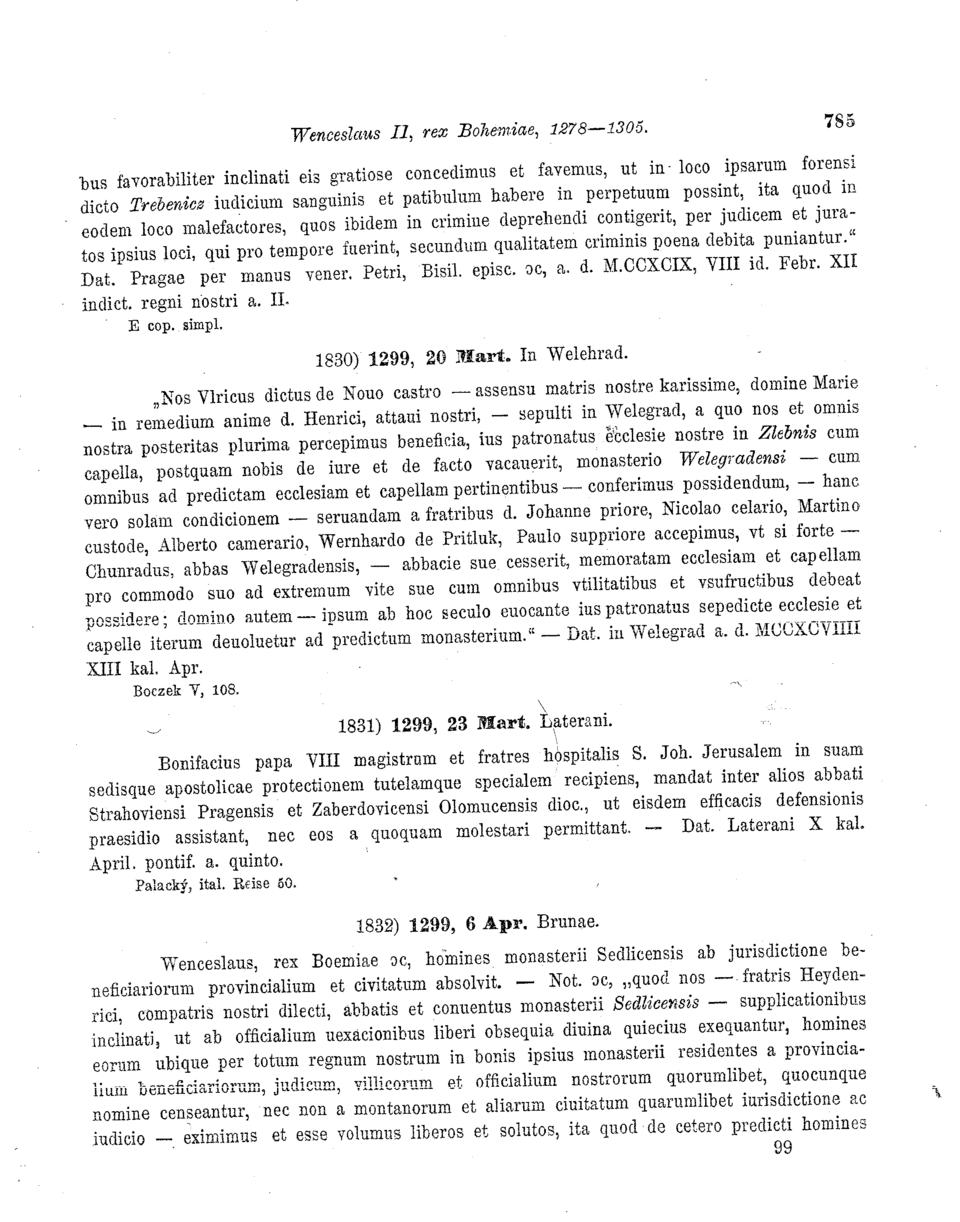 Wenceslaus II, rex Bohemiae, 1278—1305. 785
bus favorabiliter inclinati eis gratiose concedimus et favemus, ut in loco ipsarum forensi
dicto Trebenicz iudicium sanguinis et patibulum habere in perpetuum possint, ita quod in
eodem loco malefactores, quos ibidem in crimiue deprehendi contigerit, per judicem et jura-
tos ipsius loci, qui pro tempore fuerint, secundum qualitatem criminis poena debita puniantur.“
Dat. Pragae per manus vener. Petri, Bisil. episc. ɔc, a. d. M.CCXCIX, VIII id. Febr. XII
indict. regni nostri a. II.
E cop. simpl.
1830) 1299, 20 Mart. In Welehrad.
„Nos Vlricus dictus de Nouo castro — assensu matris nostre karissime, domine Marie
— in remedium anime d. Henrici, attaui nostri, — sepulti in Welegrad, a quo nos et omnis
nostra posteritas plurima percepimus beneficia, ius patronatus ecclesie nostre in Zlebnis cum
capella, postquam nobis de iure et de facto vacauerit, monasterio Welegradensi — cum
omnibus ad predictam ecclesiam et capellam pertinentibus — conferimus possidendum, — hanc
vero solam condicionem — seruandam a fratribus d. Johanne priore, Nicolao celario, Martino
custode, Alberto camerario, Wernhardo de Pritluk, Paulo suppriore accepimus, vt si forte —
Chunradus, abbas Welegradensis, — abbacie sue cesserit, memoratam ecclesiam et capellam
pro commodo suo ad extremum vite sue cum omnibus vtilitatibus et vsufructibus debeat
possidere; domino autem — ipsum ab hoc seculo euocante ius patronatus sepedicte ecclesie et
capelle iterum deuoluetur ad predictum monasterium.“ — Dat. in Welegrad a. d. MCCXCVIIII
XIII kal. Apr.
Boczek V, 108.
1831) 1299, 23 Mart. Laterani.
Bonifacius papa VIII magistrum et fratres hospitalis S. Joh. Jerusalem in suam
sedisque apostolicae protectionem tutelamque specialem recipiens, mandat inter alios abbati
Strahoviensi Pragensis et Zaberdovicensi Olomucensis dioc., ut eisdem efficacis defensionis
praesidio assistant, nec eos a quoquam molestari permittant. — Dat. Laterani X kal.
April. pontif. a. quinto.
Palacký, ital. Reise 50.
1832) 1299, 6 Apr. Brunae.
Wenceslaus, rex Boemiae ɔc, homines monasterii Sedlicensis ab jurisdictione be-
neficiariorum provincialium et civitatum absolvit. — Not. ɔc, „quod nos — fratris Heyden-
rici, compatris nostri dilecti, abbatis et conuentus monasterii Sedlicensis — supplicationibus
inclinati, ut ab officialium uexacionibus liberi obsequia diuina quiecius exequantur, homines
eorum ubique per totum regnum nostrum in bonis ipsius monasterii residentes a provincia-
lium beneficiariorum, judicum, villicorum et officialium nostrorum quorumlibet, quocunque
nomine censeantur, nec non a montanorum et aliarum ciuitatum quarumlibet iurisdictione ac
iudicio — eximimus et esse volumus liberos et solutos, ita quod de cetero predicti homines
99